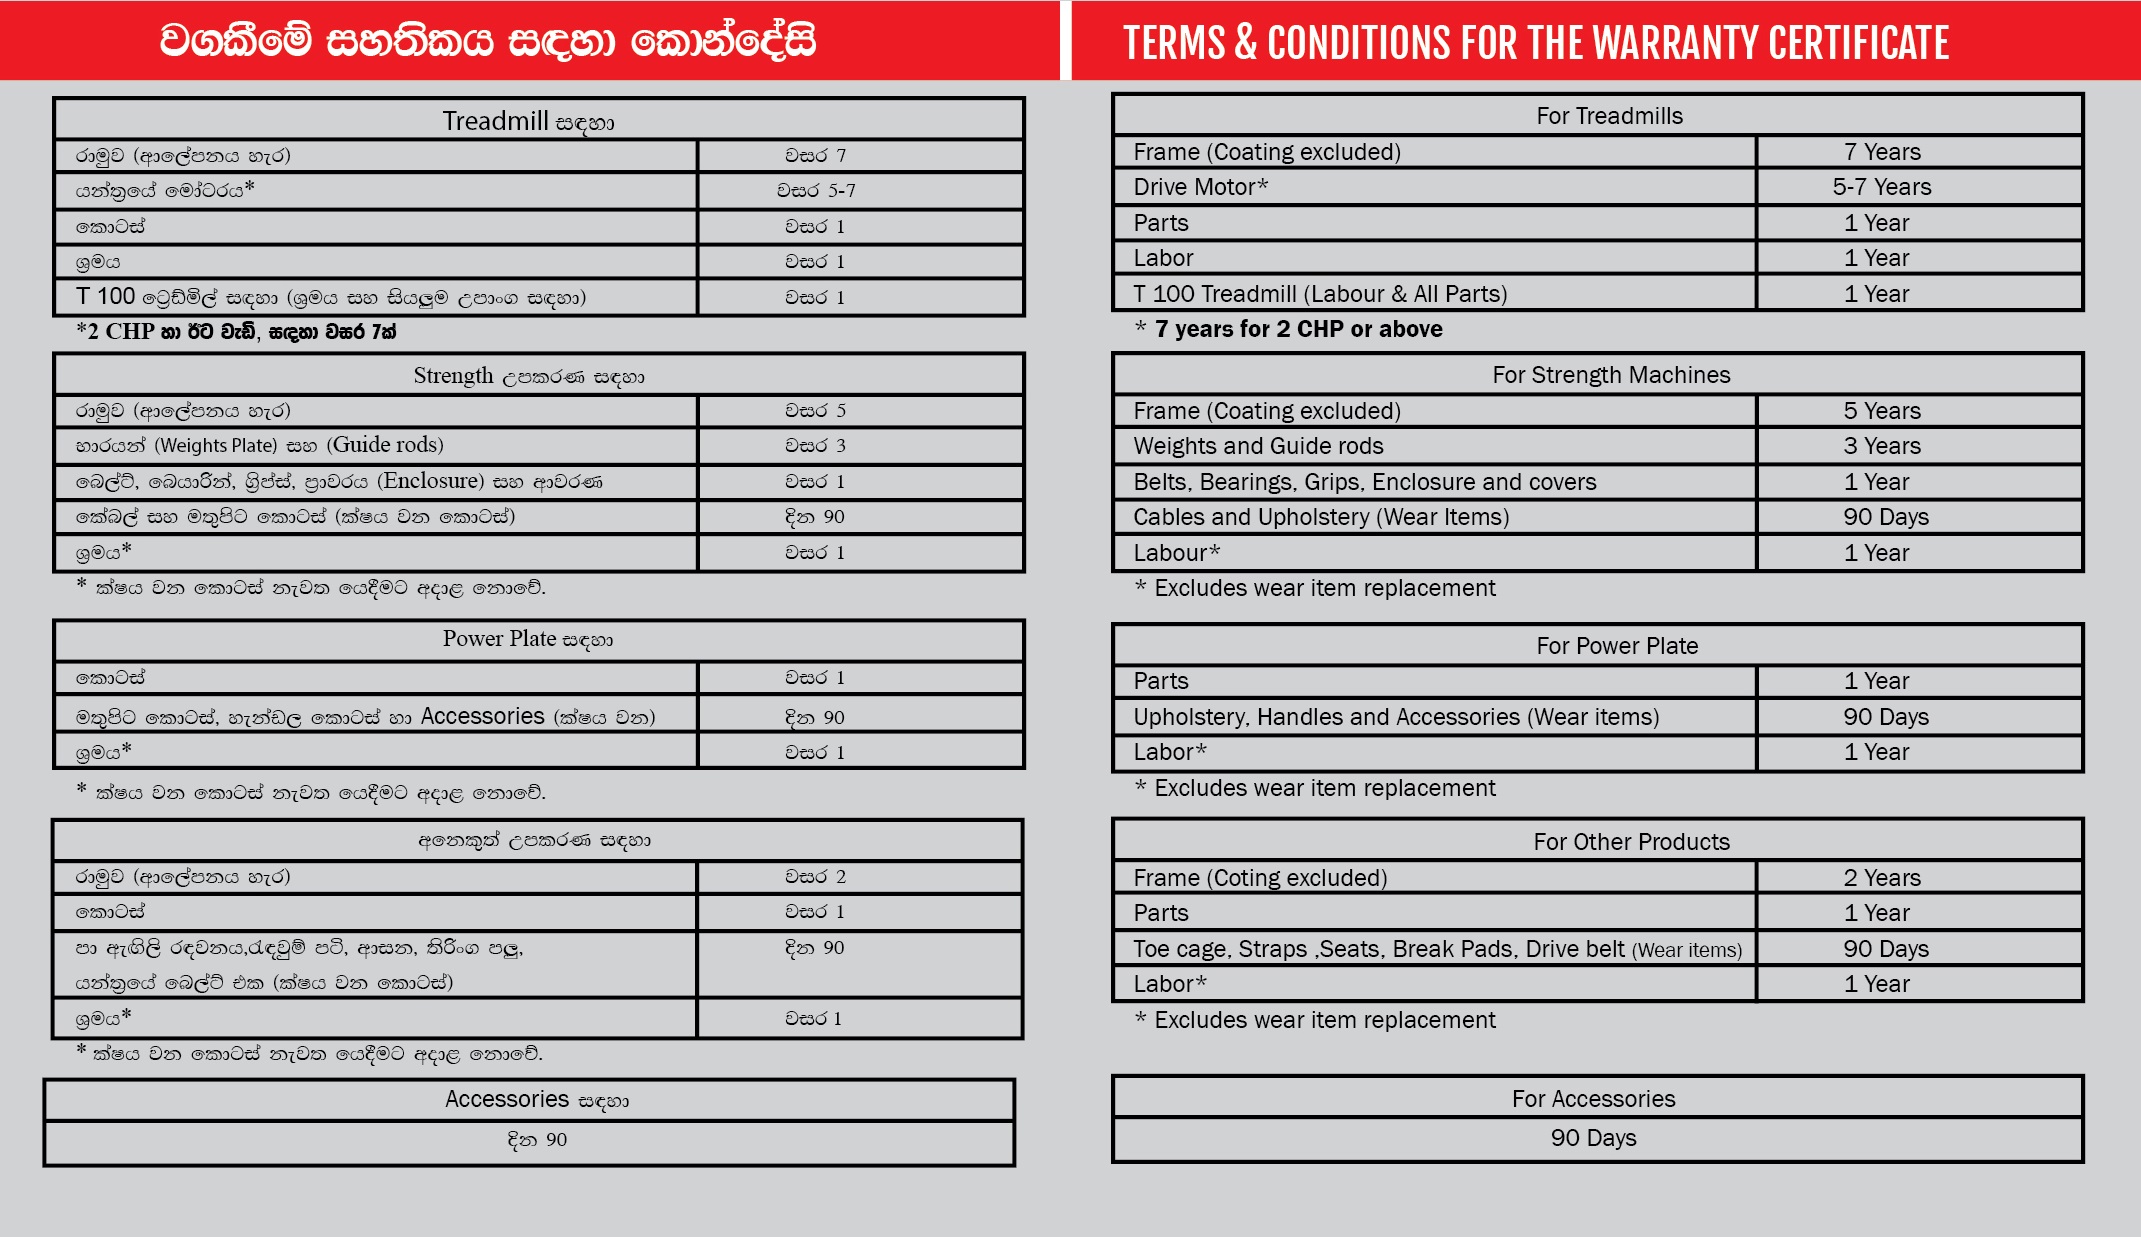 වගකීමේ සහතිකය සඳහා කොන්දේසි
Treadmill සඳහා
රාමුව (ආලේපනය හැර) වසර 7
යන්ත්‍රයේ මෝටරය* වසර 5-7
කොටස් වසර 1
ශ්‍රමය වසර 1
T 100 ට්‍රෙඩ්මිල් සඳහා (ශ්‍රමය සහ සියලුම උපාංග සඳහා) වසර 1
*2 CHP හා ඊට වැඩි, සඳහා වසර 7ක්
Strength උපකරණ සඳහා
රාමුව (ආලේපනය හැර) වසර 5
භාරයන් (Weights Plate) සහ (Guide rods) වසර 3
බෙල්ට්, බෙයාරින්, ග්‍රිප්ස්, ප්‍රාවරය (Enclosure) සහ ආවරණ වසර 1
කේබල් සහ මතුපිට කොටස් (ක්ෂය වන කොටස්) දින 90
ශ්‍රමය* වසර 1
* ක්ෂය වන කොටස් නැවත යෙදීමට අදාළ නොවේ.
Power Plate සඳහා
කොටස් වසර 1
මතුපිට කොටස්, හැන්ඩල කොටස් හා Accessories (ක්ෂය වන) දින 90
ශ්‍රමය* වසර 1
* ක්ෂය වන කොටස් නැවත යෙදීමට අදාළ නොවේ.
අනෙකුත් උපකරණ සඳහා
රාමුව (ආලේපනය හැර) වසර 2
කොටස් වසර 1
පා ඇඟිලි රඳවනය,රැඳවුම් පටි, ආසන, තිරිංග පලු, දින 90
යන්ත්‍රයේ බෙල්ට් එක (ක්ෂය වන කොටස්)
ශ්‍රමය* වසර 1
* ක්ෂය වන කොටස් නැවත යෙදීමට අදාළ නොවේ.
Accessories සඳහා
දින 90
TERMS & CONDITIONS FOR THE WARRANTY CERTIFICATE
For Treadmills
Frame (Coating excluded) 7 Years
Drive Motor* 5-7 Years
Parts 1 Year
Labor 1 Year
T 100 Treadmill (Labour & All Parts) 1 Year
* 7 years for 2 CHP or above
For Strength Machines
Frame (Coating excluded) 5 Years
Weights and Guide rods 3 Years
Belts, Bearings, Grips, Enclosure and covers 1 Year
Cables and Upholstery (Wear Items) 90 Days
Labour* 1 Year
* Excludes wear item replacement
For Power Plate
Parts 1 Year
Upholstery, Handles and Accessories (Wear items) 90 Days
Labor* 1 Year
* Excludes wear item replacement
For Other Products
Frame (Coting excluded) 2 Years
Parts 1 Year
Toe cage, Straps ,Seats, Break Pads, Drive belt (Wear items) 90 Days
Labor* 1 Year
* Excludes wear item replacement
For Accessories
90 Days